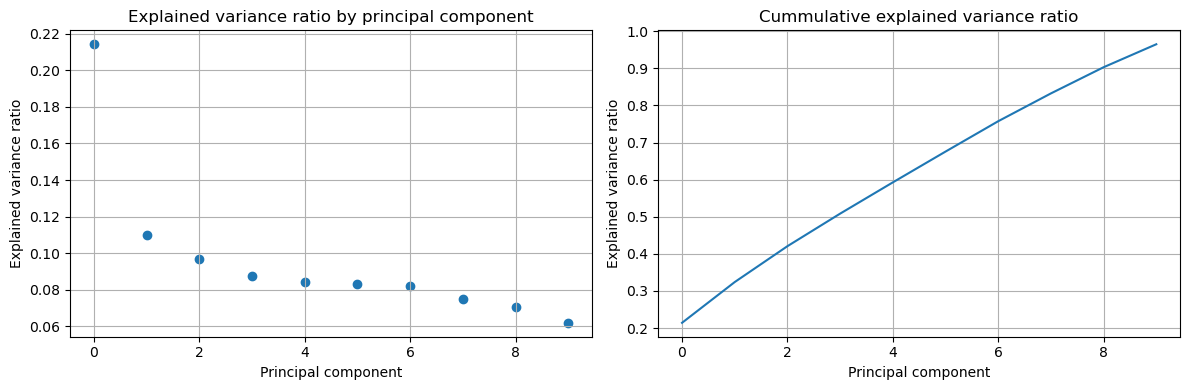 Explained variance ratio by principal component
Explained variance ratio
0.22
0.20
0.18
0.16
0.14
0.12
0.10
0.08
0.06
0 2 4 6 8
Principal component
Cummulative explained variance ratio
Explained variance ratio
1.0
0.9
0.8
0.7
0.6
0.5
0.4
0.3
0.2
0 2 4 6 8
Principal component